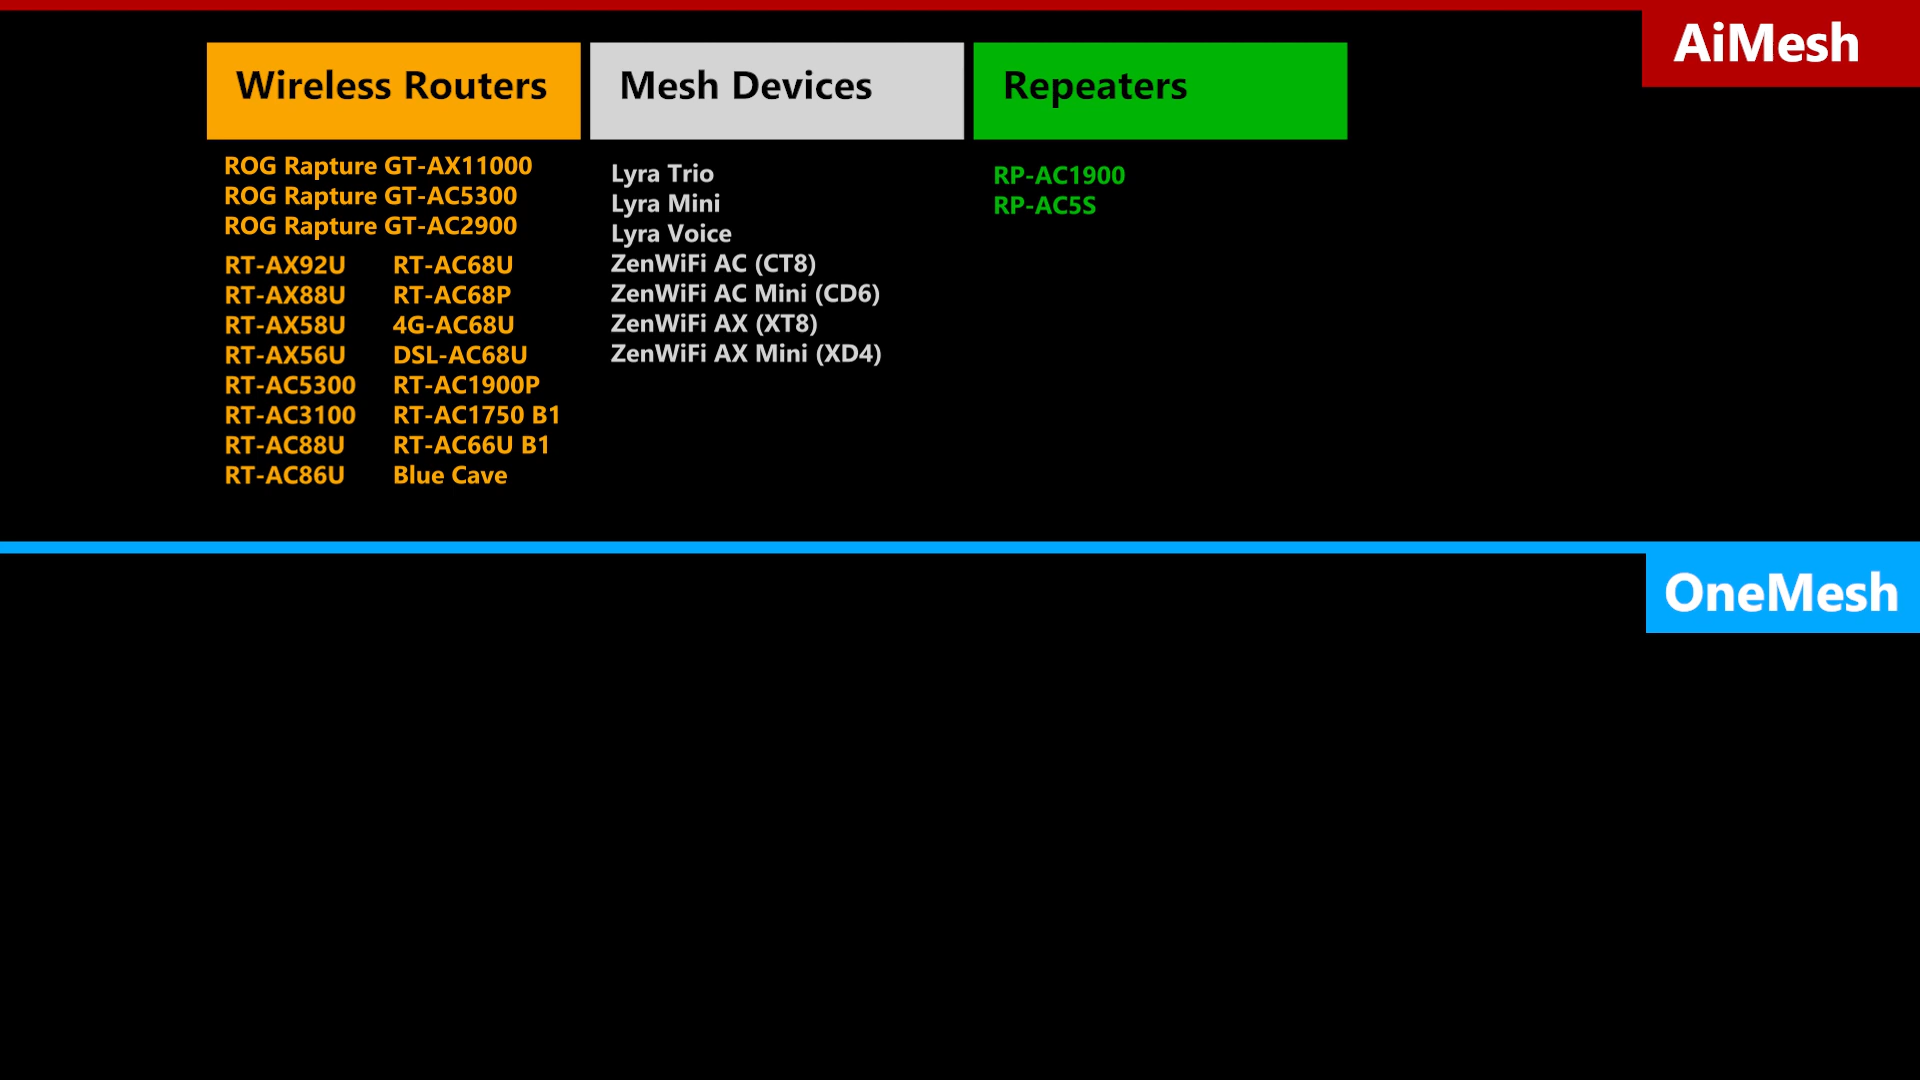 AiMesh
Wireless Routers
ROG Rapture GT-AX11000
ROG Rapture GT-AC5300
ROG Rapture GT-AC2900
RT-AX92U
RT-AX88U
RT-AX58U
RT-AX56U
RT-AC5300
RT-AC3100
RT-AC88U
RT-AC86U
RT-AC68U
RT-AC68P
4G-AC68U
DSL-AC68U
RT-AC1900P
RT-AC1750 B1
RT-AC66U B1
Blue Cave
Mesh Devices
Lyra Trio
Lyra Mini
Lyra Voice
ZenWiFi AC (CT8)
ZenWiFi AC Mini (CD6)
ZenWiFi AX (XT8)
ZenWiFi AX Mini (XD4)
Repeaters
RP-AC1900
RP-AC5S
OneMesh